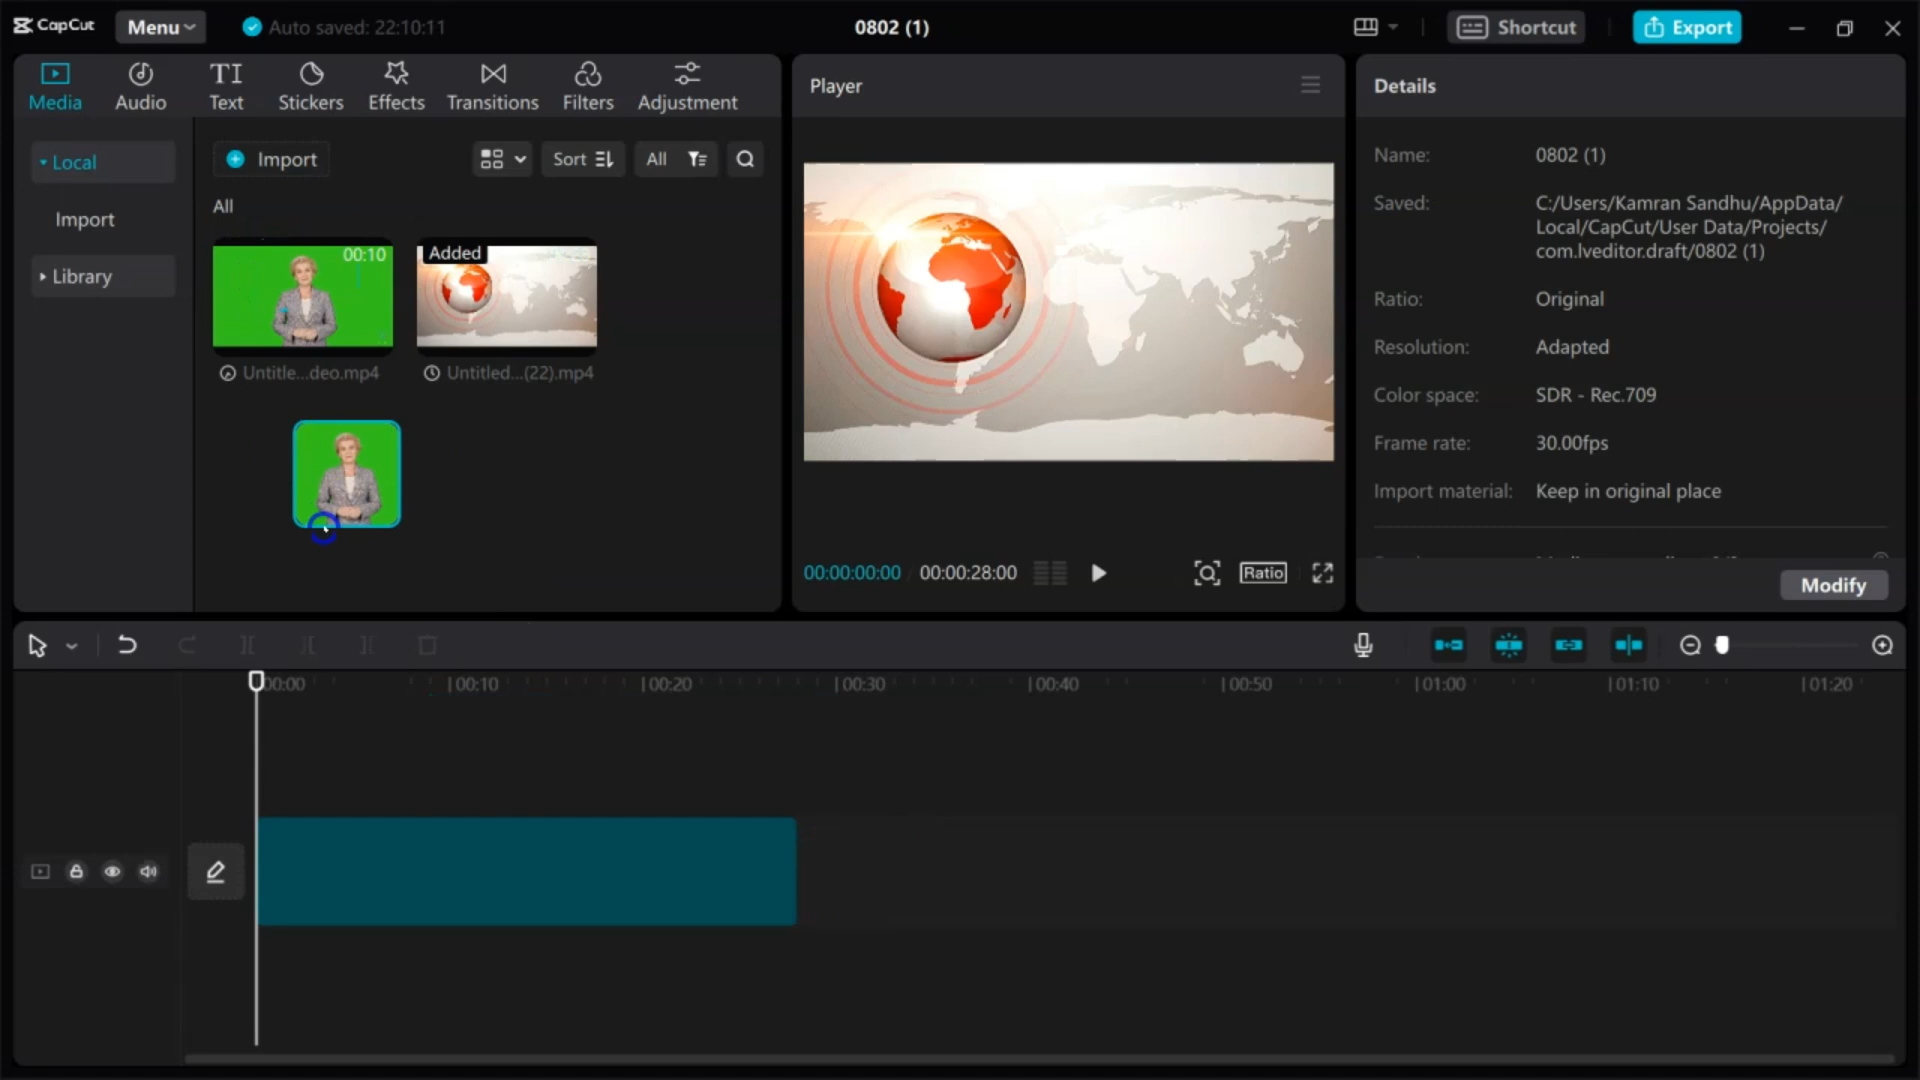 CapCut
Menu
Auto saved: 22:10:11
0802 (1)
Shortcut
Export
Media
Audio
TI
Text
Stickers
Effects
Transitions
Filters
Adjustment
Local
Import
Library
Import
Sort
All
All
00:10
Untitle...deo.mp4
Added
Untitled...(22).mp4
Player
00:00:00:00
00:00:28:00
Ratio
Details
Name: 0802 (1)
Saved: C:/Users/Kamran Sandhu/AppData/
Local/CapCut/User Data/Projects/
com.lveditor.draft/0802 (1)
Ratio: Original
Resolution: Adapted
Color space: SDR - Rec.709
Frame rate: 30.00fps
Import material: Keep in original place
Modify
00:00
00:10
00:20
00:30
00:40
00:50
01:00
01:10
01:20